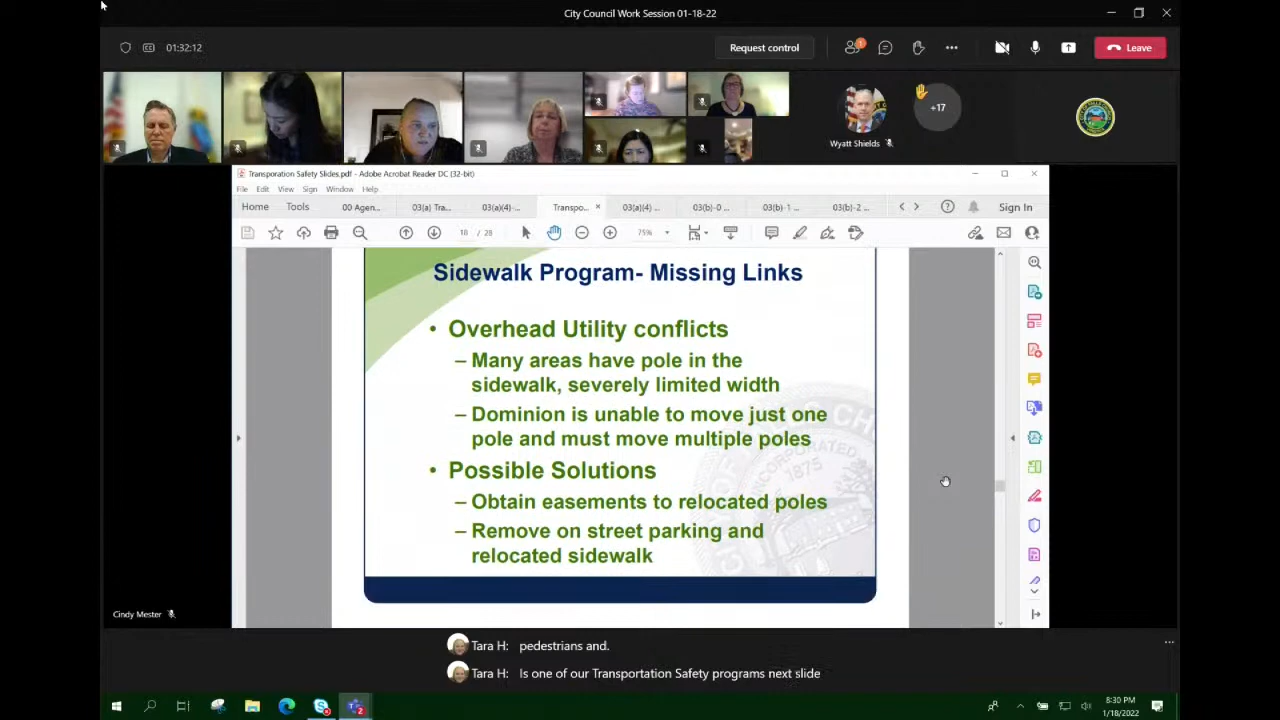 City Council Work Session 01-18-22
01:32:12
Request control
1
Leave
Wyatt Shields
+17
Transporation Safety Slides.pdf - Adobe Acrobat Reader DC (32-bit)
File Edit View Sign Window Help
Home Tools 00 Agen... 03(a) Tra... 03(a)(4)-... Transpo... 03(a)(4) ... 03(b)-0 ... 03(b)-1 ... 03(b)-2 ... Sign In
18 / 28 75%
Sidewalk Program- Missing Links
• Overhead Utility conflicts
– Many areas have pole in the
sidewalk, severely limited width
– Dominion is unable to move just one
pole and must move multiple poles
• Possible Solutions
– Obtain easements to relocated poles
– Remove on street parking and
relocated sidewalk
INCORPORATED
1875
Cindy Mester
Tara H: pedestrians and.
Tara H: Is one of our Transportation Safety programs next slide
8:30 PM
1/18/2022